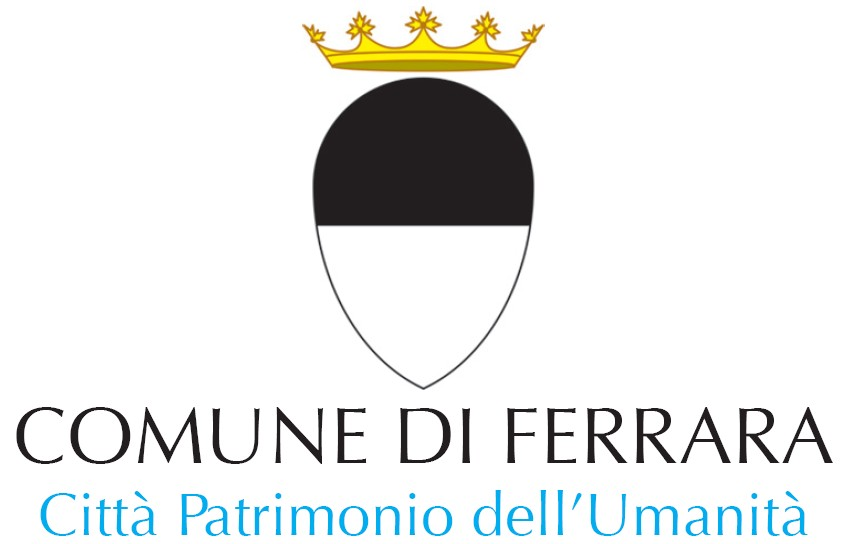 COMUNE DI FERRARA
Città Patrimonio dell’Umanità